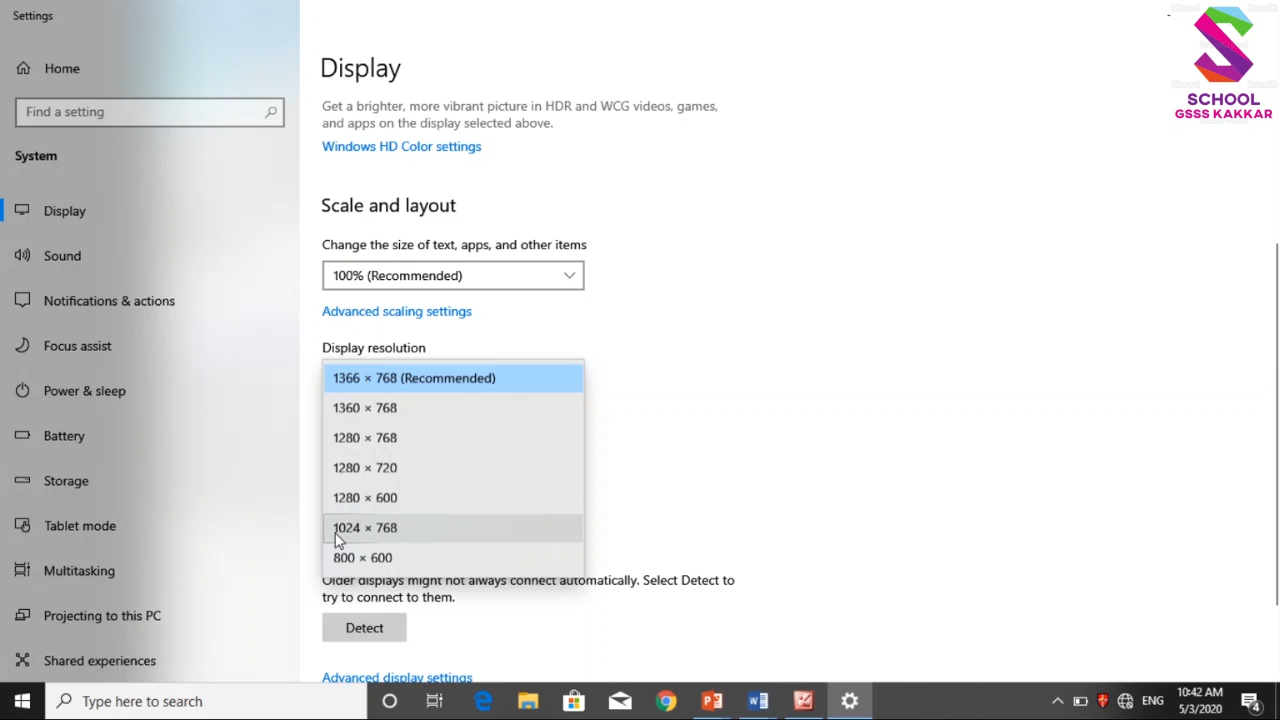 Settings
SCHOOL
GSSS KAKKAR
Home
Find a setting
System
Display
Sound
Notifications & actions
Focus assist
Power & sleep
Battery
Storage
Tablet mode
Multitasking
Projecting to this PC
Shared experiences
Display
Get a brighter, more vibrant picture in HDR and WCG videos, games,
and apps on the display selected above.
Windows HD Color settings
Scale and layout
Change the size of text, apps, and other items
100% (Recommended)
Advanced scaling settings
Display resolution
1366 × 768 (Recommended)
1360 × 768
1280 × 768
1280 × 720
1280 × 600
1024 × 768
800 × 600
Older displays might not always connect automatically. Select Detect to
try to connect to them.
Detect
Advanced display settings
Type here to search
ENG
10:42 AM
5/3/2020
4